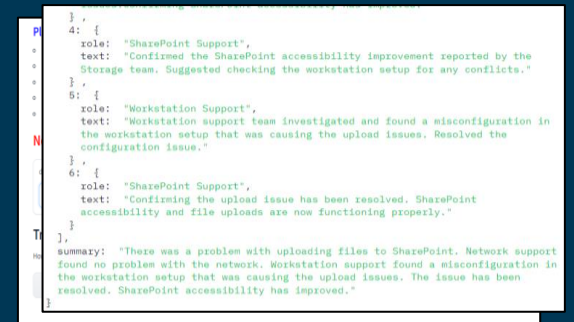 } ,
4: {
role: "SharePoint Support",
text: "Confirmed the SharePoint accessibility improvement reported by the
Storage team. Suggested checking the workstation setup for any conflicts."
} ,
5: {
role: "Workstation Support",
text: "Workstation support team investigated and found a misconfiguration in
the workstation setup that was causing the upload issues. Resolved the
configuration issue."
} ,
6: {
role: "SharePoint Support",
text: "Confirming the upload issue has been resolved. SharePoint
accessibility and file uploads are now functioning properly."
}
],
summary: "There was a problem with uploading files to SharePoint. Network support
found no problem with the network. Workstation support found a misconfiguration in
the workstation setup that was causing the upload issues. The issue has been
resolved. SharePoint accessibility has improved."
}